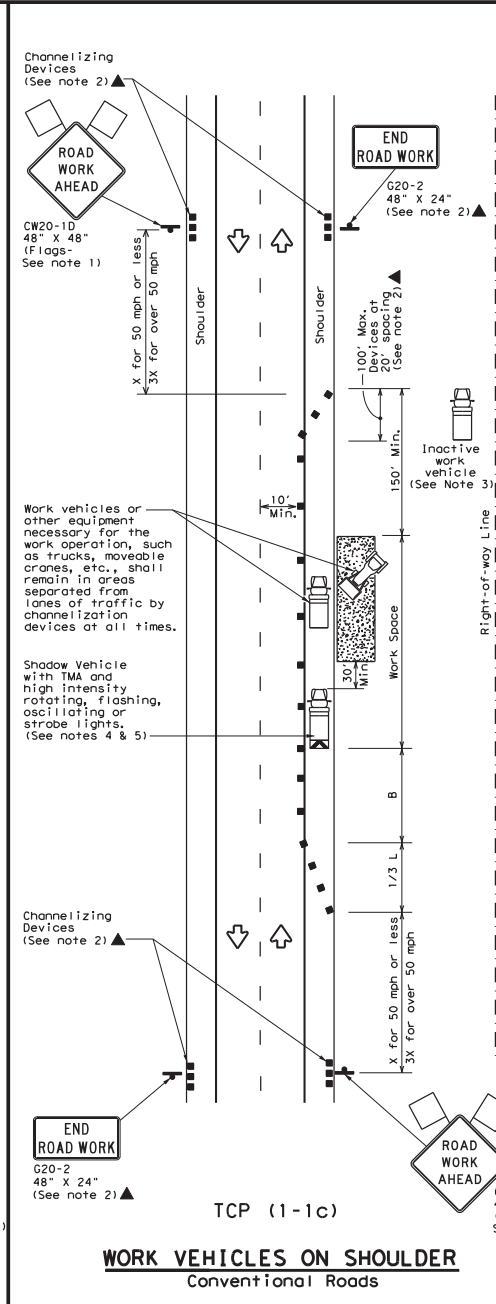 Channelizing
Devices
(See note 2)▲
ROAD
WORK
AHEAD
CW20-1D
48" X 48"
(Flags-
See note 1)
X for 50 mph or less
3X for over 50 mph
Shoulder
Shoulder
END
ROAD WORK
G20-2
48" X 24"
(See note 2)▲
100' Max.
Devices at
20' spacing
(See note 2)▲
150' Min.
Inactive
work
vehicle
(See Note 3)
Right-of-way Line
10'
Min.
Work vehicles or
other equipment
necessary for the
work operation, such
as trucks, moveable
cranes, etc., shall
remain in areas
separated from
lanes of traffic by
channelization
devices at all times.
Work Space
30'
Min
Shadow Vehicle
with TMA and
high intensity
rotating, flashing,
oscillating or
strobe lights.
(See notes 4 & 5)
B
1/3 L
X for 50 mph or less
3X for over 50 mph
Channelizing
Devices
(See note 2)▲
END
ROAD WORK
G20-2
48" X 24"
(See note 2)▲
ROAD
WORK
AHEAD
TCP (1-1c)
WORK VEHICLES ON SHOULDER
Conventional Roads